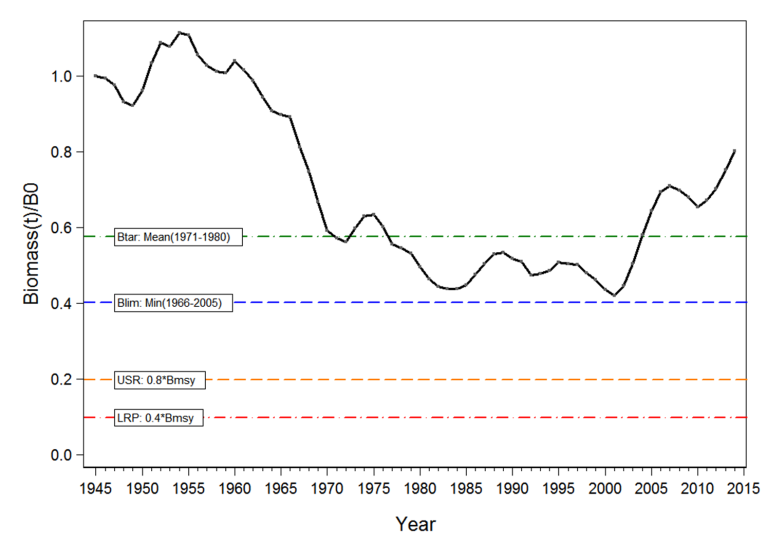 Biomass(t)/B0
1.0
0.8
0.6
0.4
0.2
0.0
Btar: Mean(1971-1980)
Blim: Min(1966-2005)
USR: 0.8*Bmsy
LRP: 0.4*Bmsy
1945 1950 1955 1960 1965 1970 1975 1980 1985 1990 1995 2000 2005 2010 2015
Year